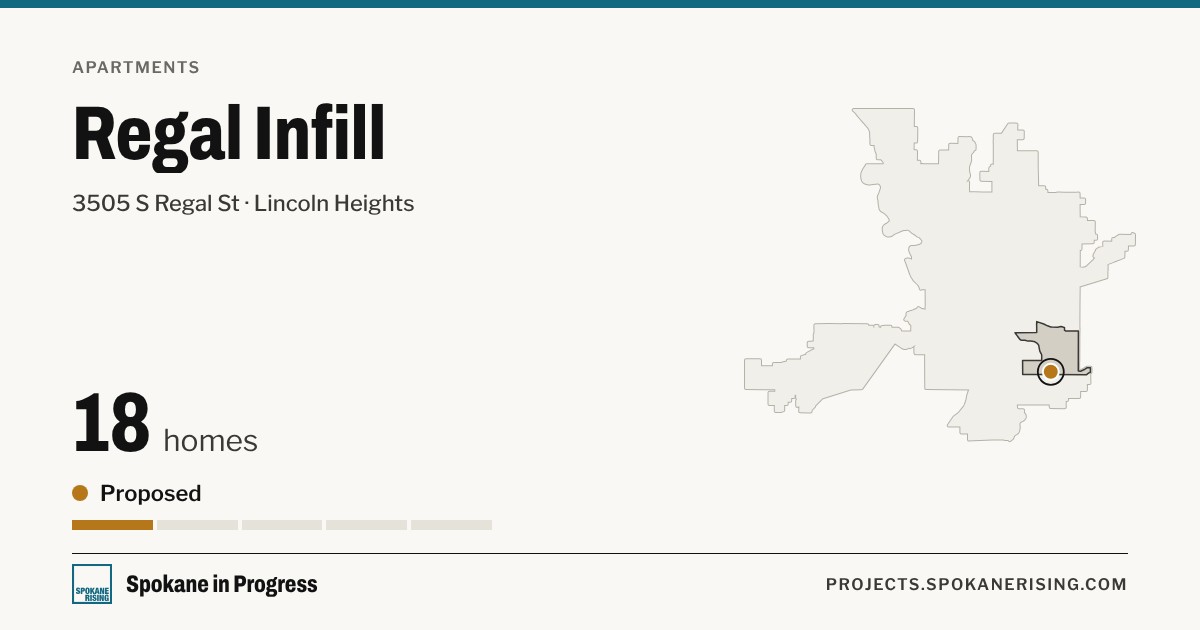 APARTMENTS
Regal Infill
3505 S Regal St · Lincoln Heights
18 homes
Proposed
SPOKANE
RISING
Spokane in Progress
PROJECTS.SPOKANERISING.COM